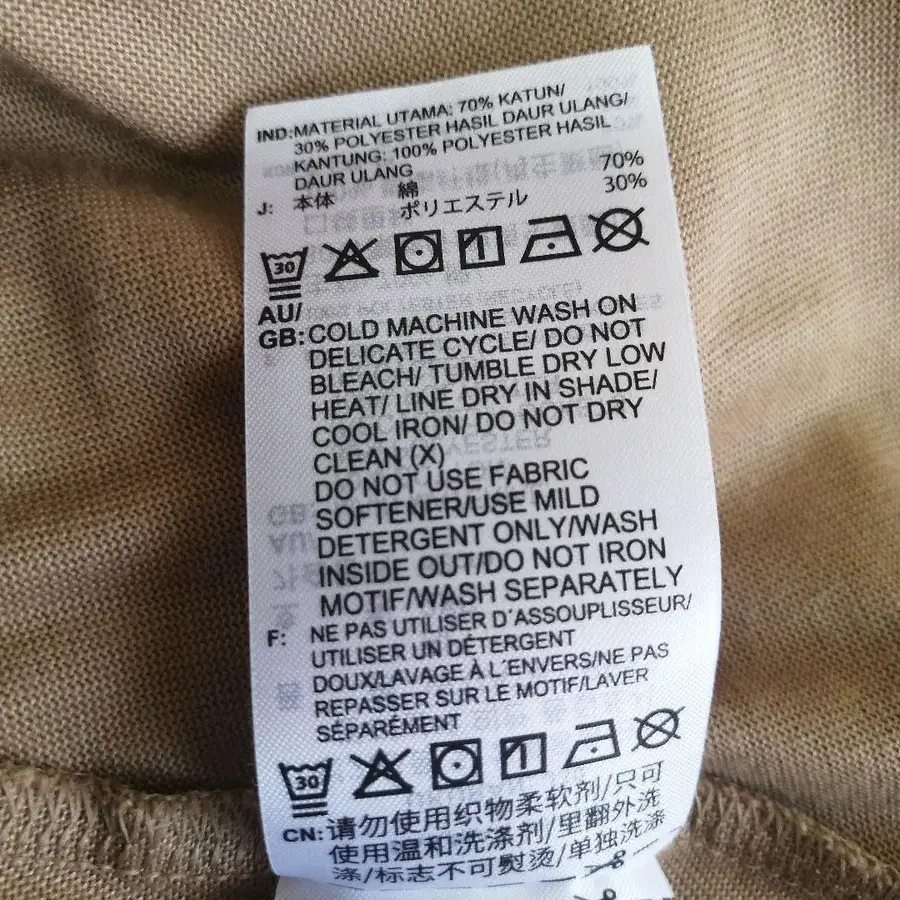 IND:MATERIAL UTAMA: 70% KATUN/
30% POLYESTER HASIL DAUR ULANG/
KANTUNG: 100% POLYESTER HASIL
DAUR ULANG
J: 本体 綿 70%
ポリエステル 30%
30
AU/
GB:COLD MACHINE WASH ON
DELICATE CYCLE/ DO NOT
BLEACH/ TUMBLE DRY LOW
HEAT/ LINE DRY IN SHADE/
COOL IRON/ DO NOT DRY
CLEAN (X)
DO NOT USE FABRIC
SOFTENER/USE MILD
DETERGENT ONLY/WASH
INSIDE OUT/DO NOT IRON
MOTIF/WASH SEPARATELY
F: NE PAS UTILISER D´ASSOUPLISSEUR/
UTILISER UN DÉTERGENT
DOUX/LAVAGE À L´ENVERS/NE PAS
REPASSER SUR LE MOTIF/LAVER
SÉPARÉMENT
30
CN:请勿使用织物柔软剂/只可
使用温和洗涤剂/里翻外洗
涤/标志不可熨烫/单独洗涤